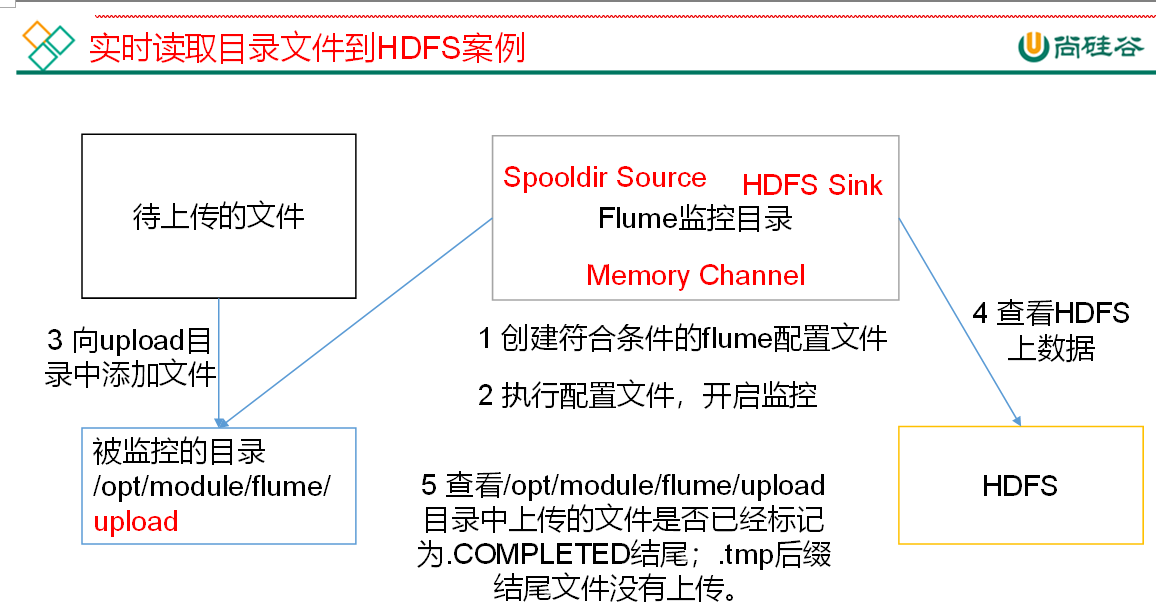 实时读取目录文件到HDFS案例
尚硅谷
待上传的文件
Spooldir Source
HDFS Sink
Flume监控目录
Memory Channel
3 向upload目
录中添加文件
1 创建符合条件的flume配置文件
2 执行配置文件，开启监控
4 查看HDFS
上数据
被监控的目录
/opt/module/flume/
upload
5 查看/opt/module/flume/upload
目录中上传的文件是否已经标记
为.COMPLETED结尾；.tmp后缀
结尾文件没有上传。
HDFS